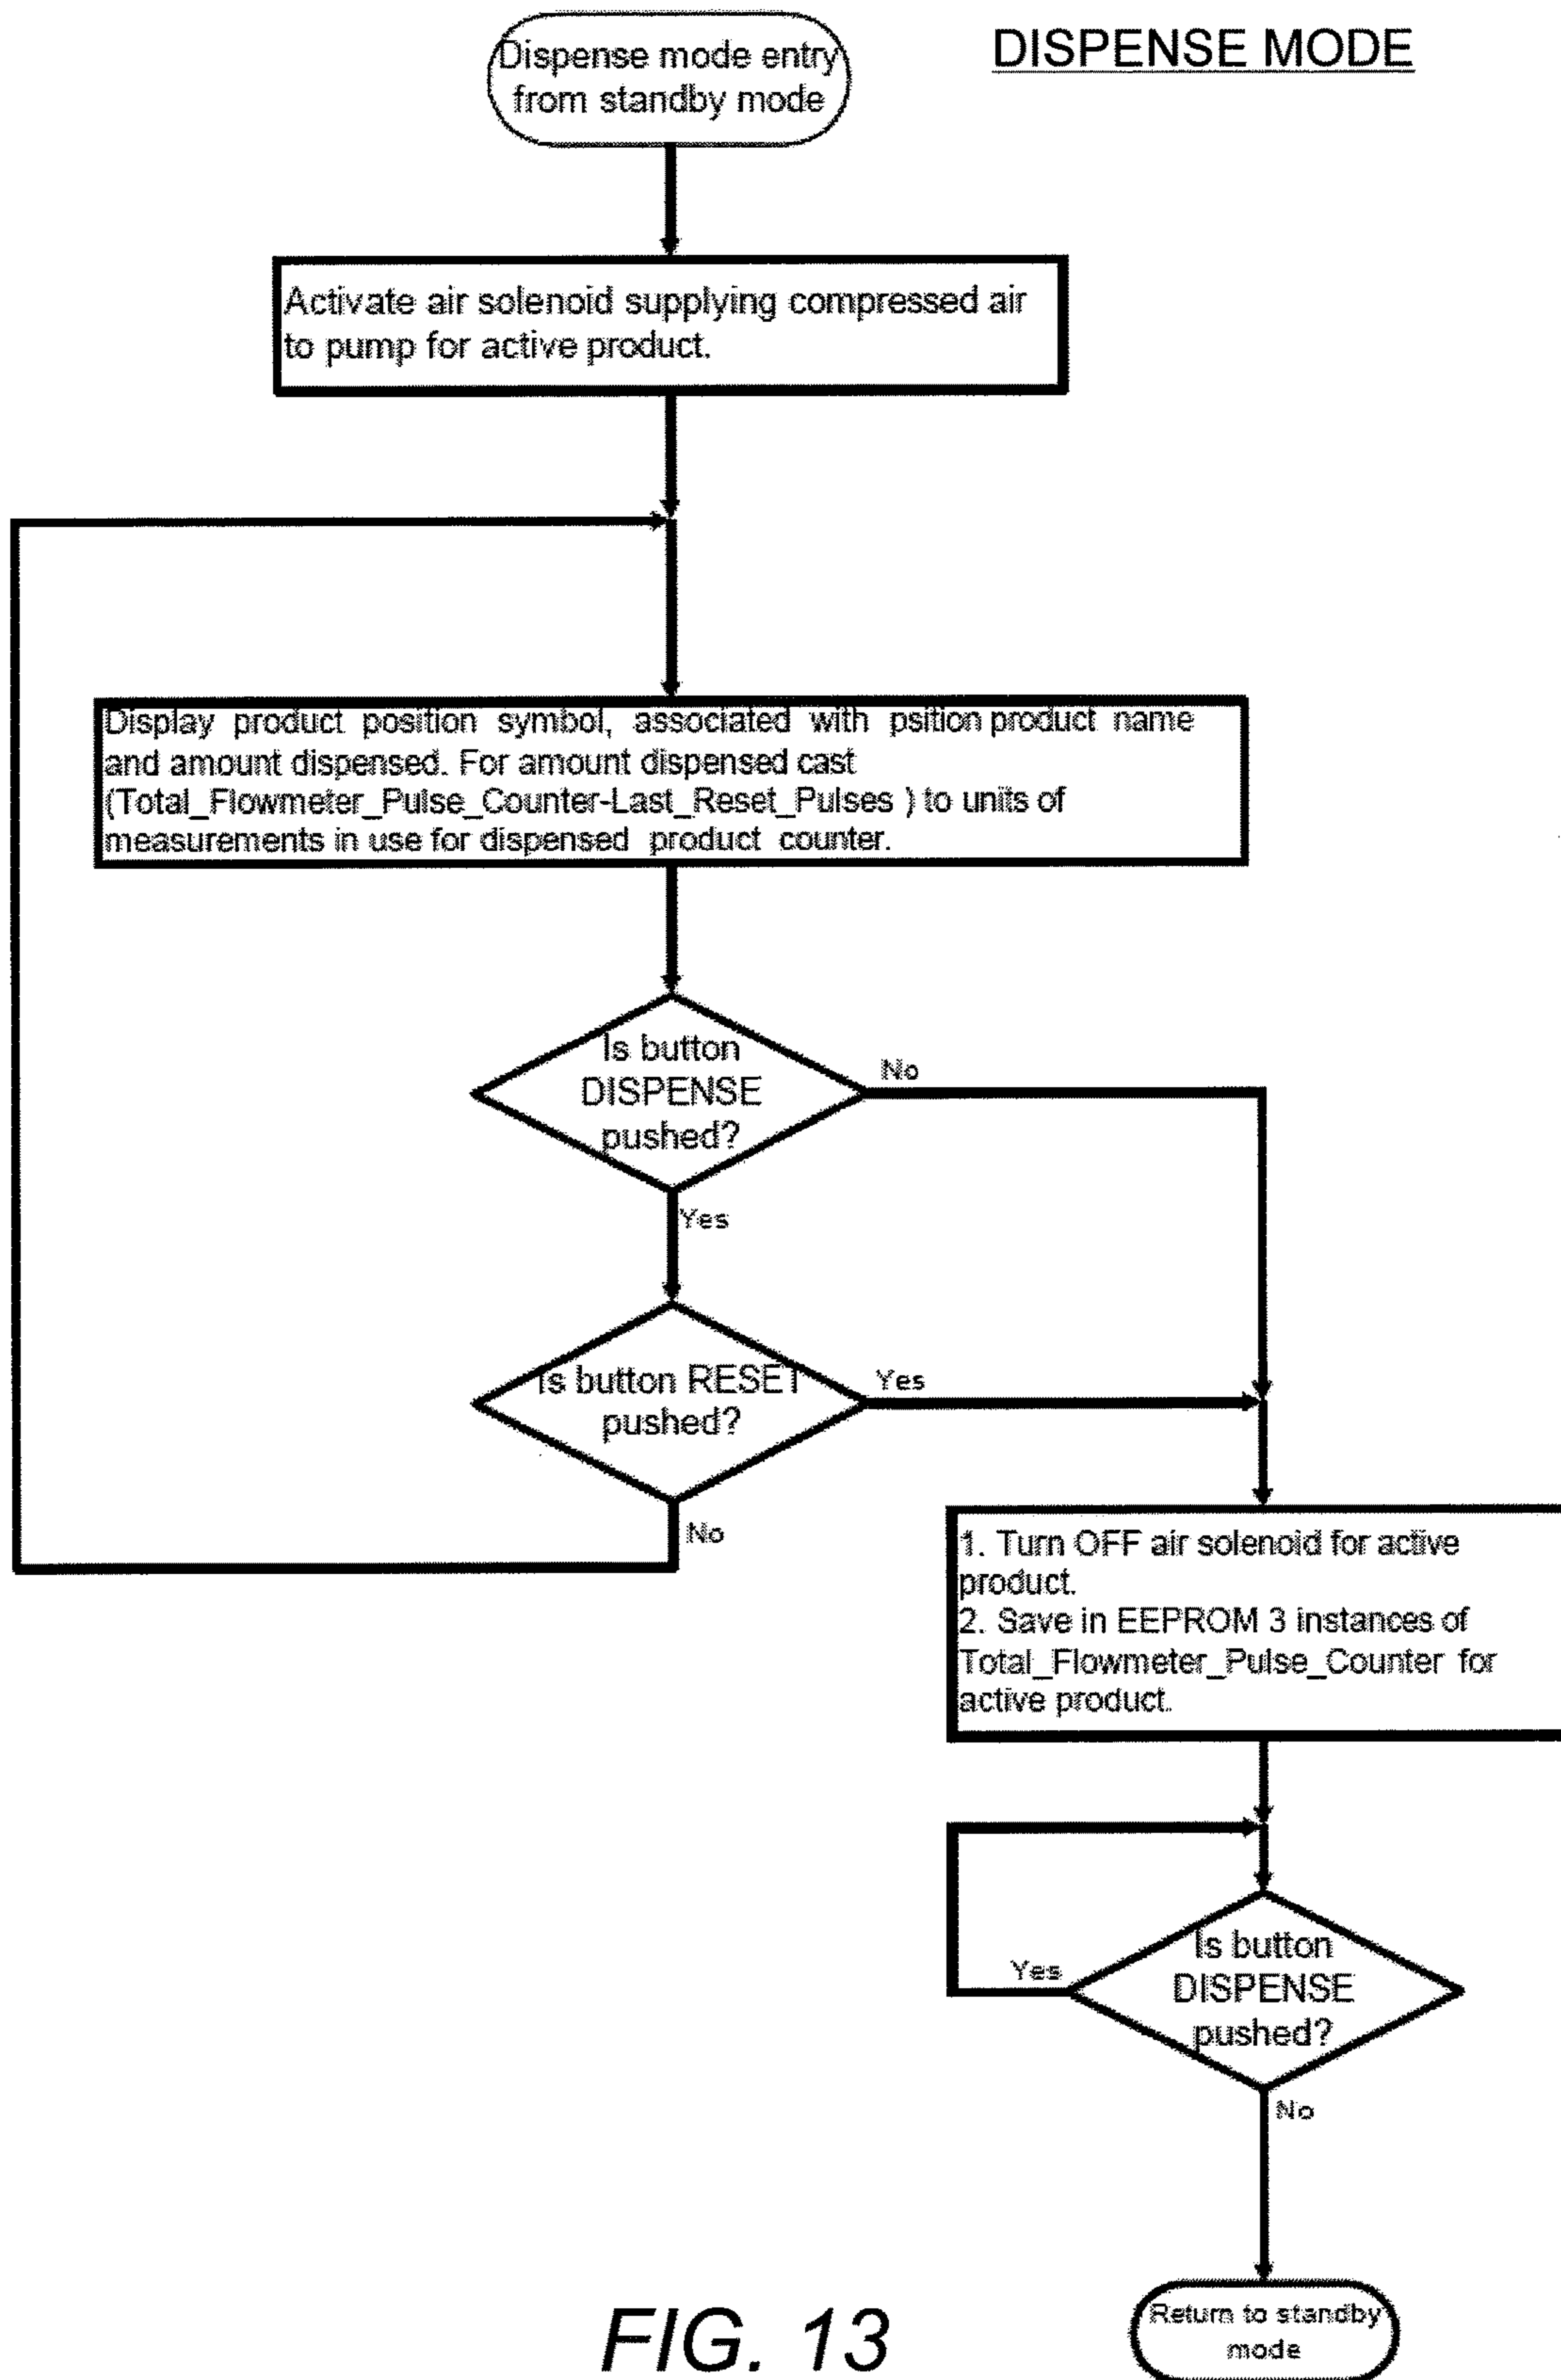 DISPENSE MODE
Dispense mode entry
from standby mode
Activate air solenoid supplying compressed air
to pump for active product.
Display product position symbol, associated with psition product name
and amount dispensed. For amount dispensed cast
(Total_Flowmeter_Pulse_Counter-Last_Reset_Pulses ) to units of
measurements in use for dispensed product counter.
Is button
DISPENSE
pushed?
No
Yes
Is button RESET
pushed?
Yes
No
1. Turn OFF air solenoid for active
product.
2. Save in EEPROM 3 instances of
Total_Flowmeter_Pulse_Counter for
active product.
Is button
DISPENSE
pushed?
Yes
No
Return to standby
mode
FIG. 13